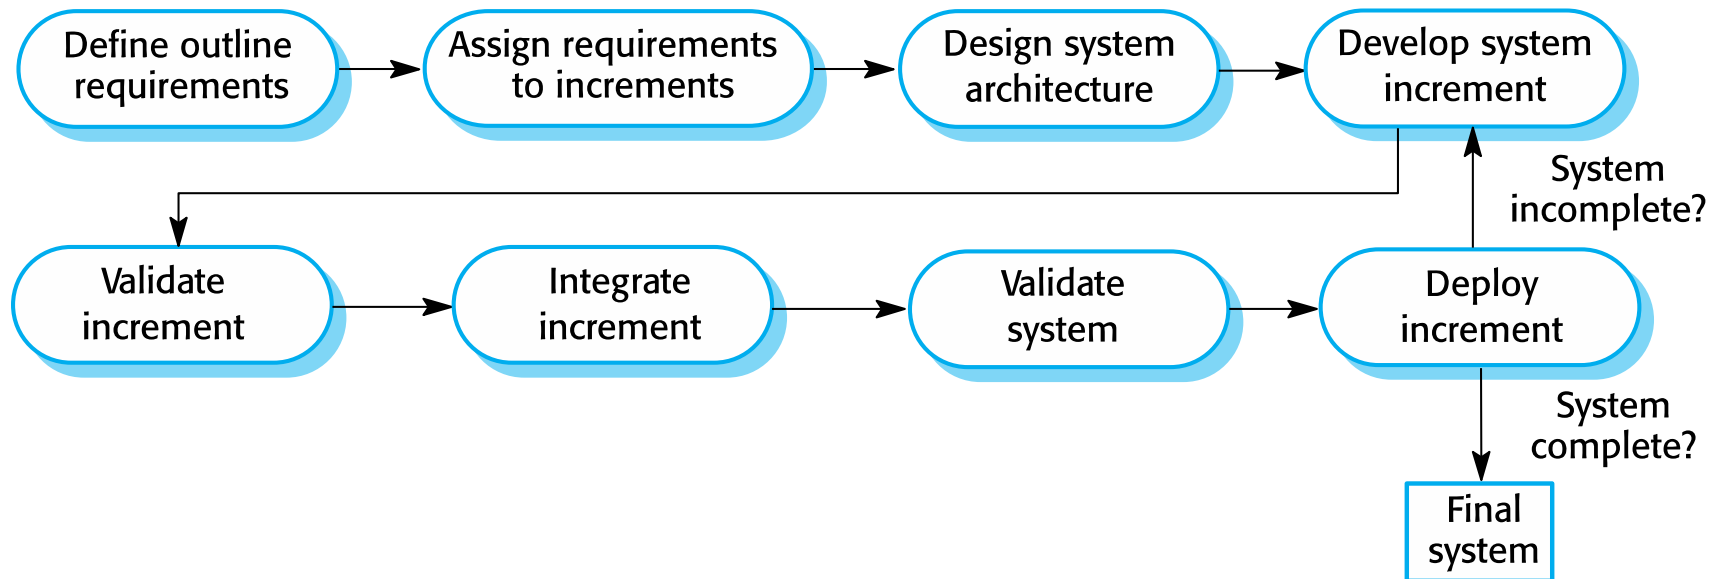 Define outline
requirements
Assign requirements
to increments
Design system
architecture
Develop system
increment
System
incomplete?
Validate
increment
Integrate
increment
Validate
system
Deploy
increment
System
complete?
Final
system